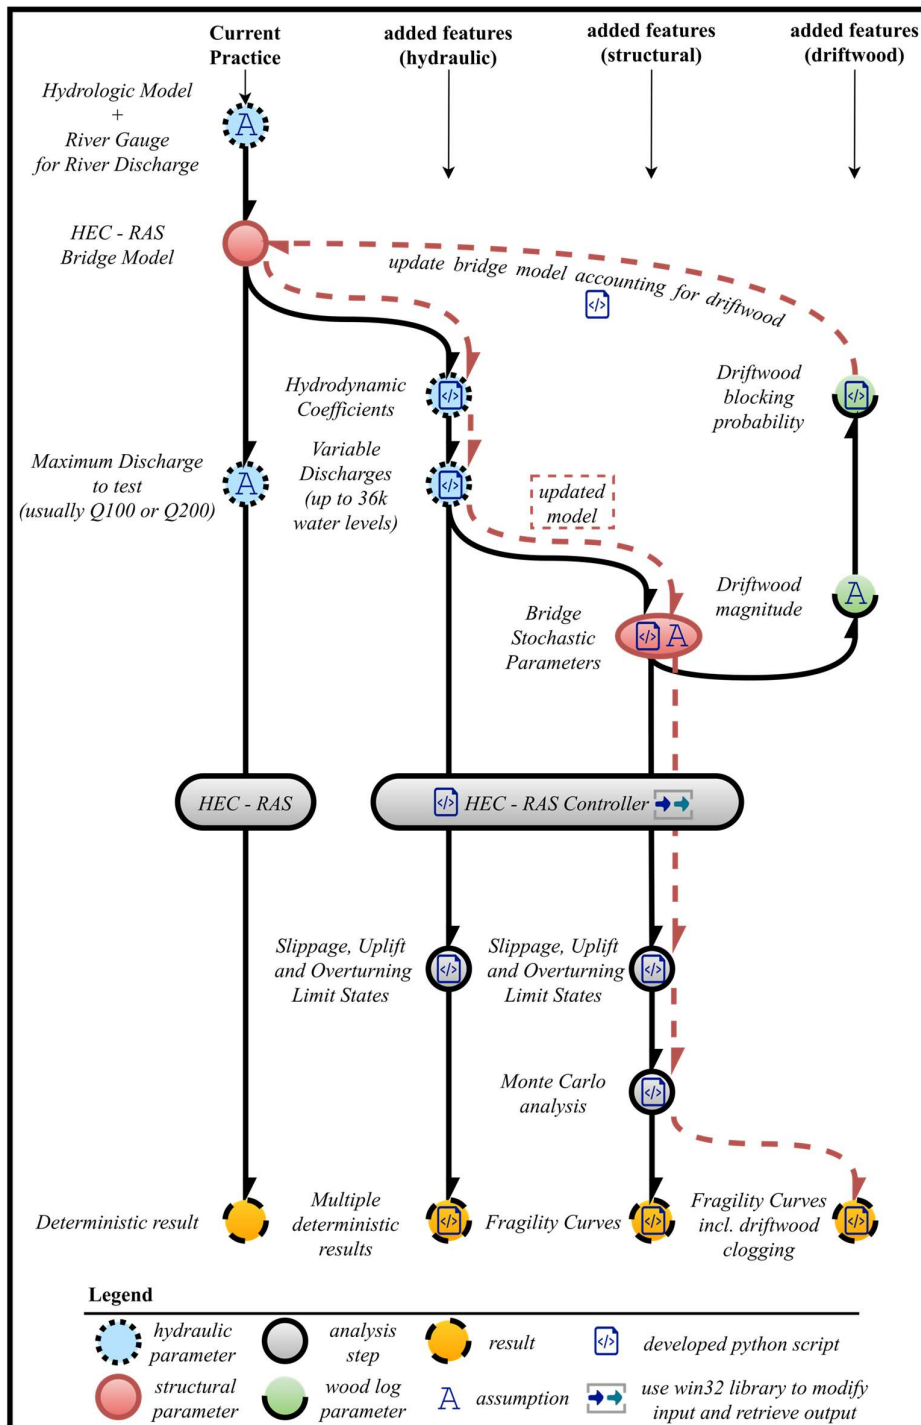 Current
Practice
added features
(hydraulic)
added features
(structural)
added features
(driftwood)
Hydrologic Model
+
River Gauge
for River Discharge
A
HEC - RAS
Bridge Model
update bridge model accounting for driftwood
</>
Hydrodynamic
Coefficients
</>
Driftwood
blocking
probability
</>
Maximum Discharge
to test
(usually Q100 or Q200)
A
Variable
Discharges
(up to 36k
water levels)
</>
updated
model
Driftwood
magnitude
A
Bridge
Stochastic
Parameters
</> A
HEC - RAS
</> HEC - RAS Controller
Slippage, Uplift
and Overturning
Limit States
</>
Slippage, Uplift
and Overturning
Limit States
</>
Monte Carlo
analysis
</>
Deterministic result
Multiple
deterministic
results
</>
Fragility Curves
</>
Fragility Curves
incl. driftwood
clogging
</>
Legend
hydraulic
parameter
analysis
step
result
</> developed python script
structural
parameter
wood log
parameter
A assumption
use win32 library to modify
input and retrieve output